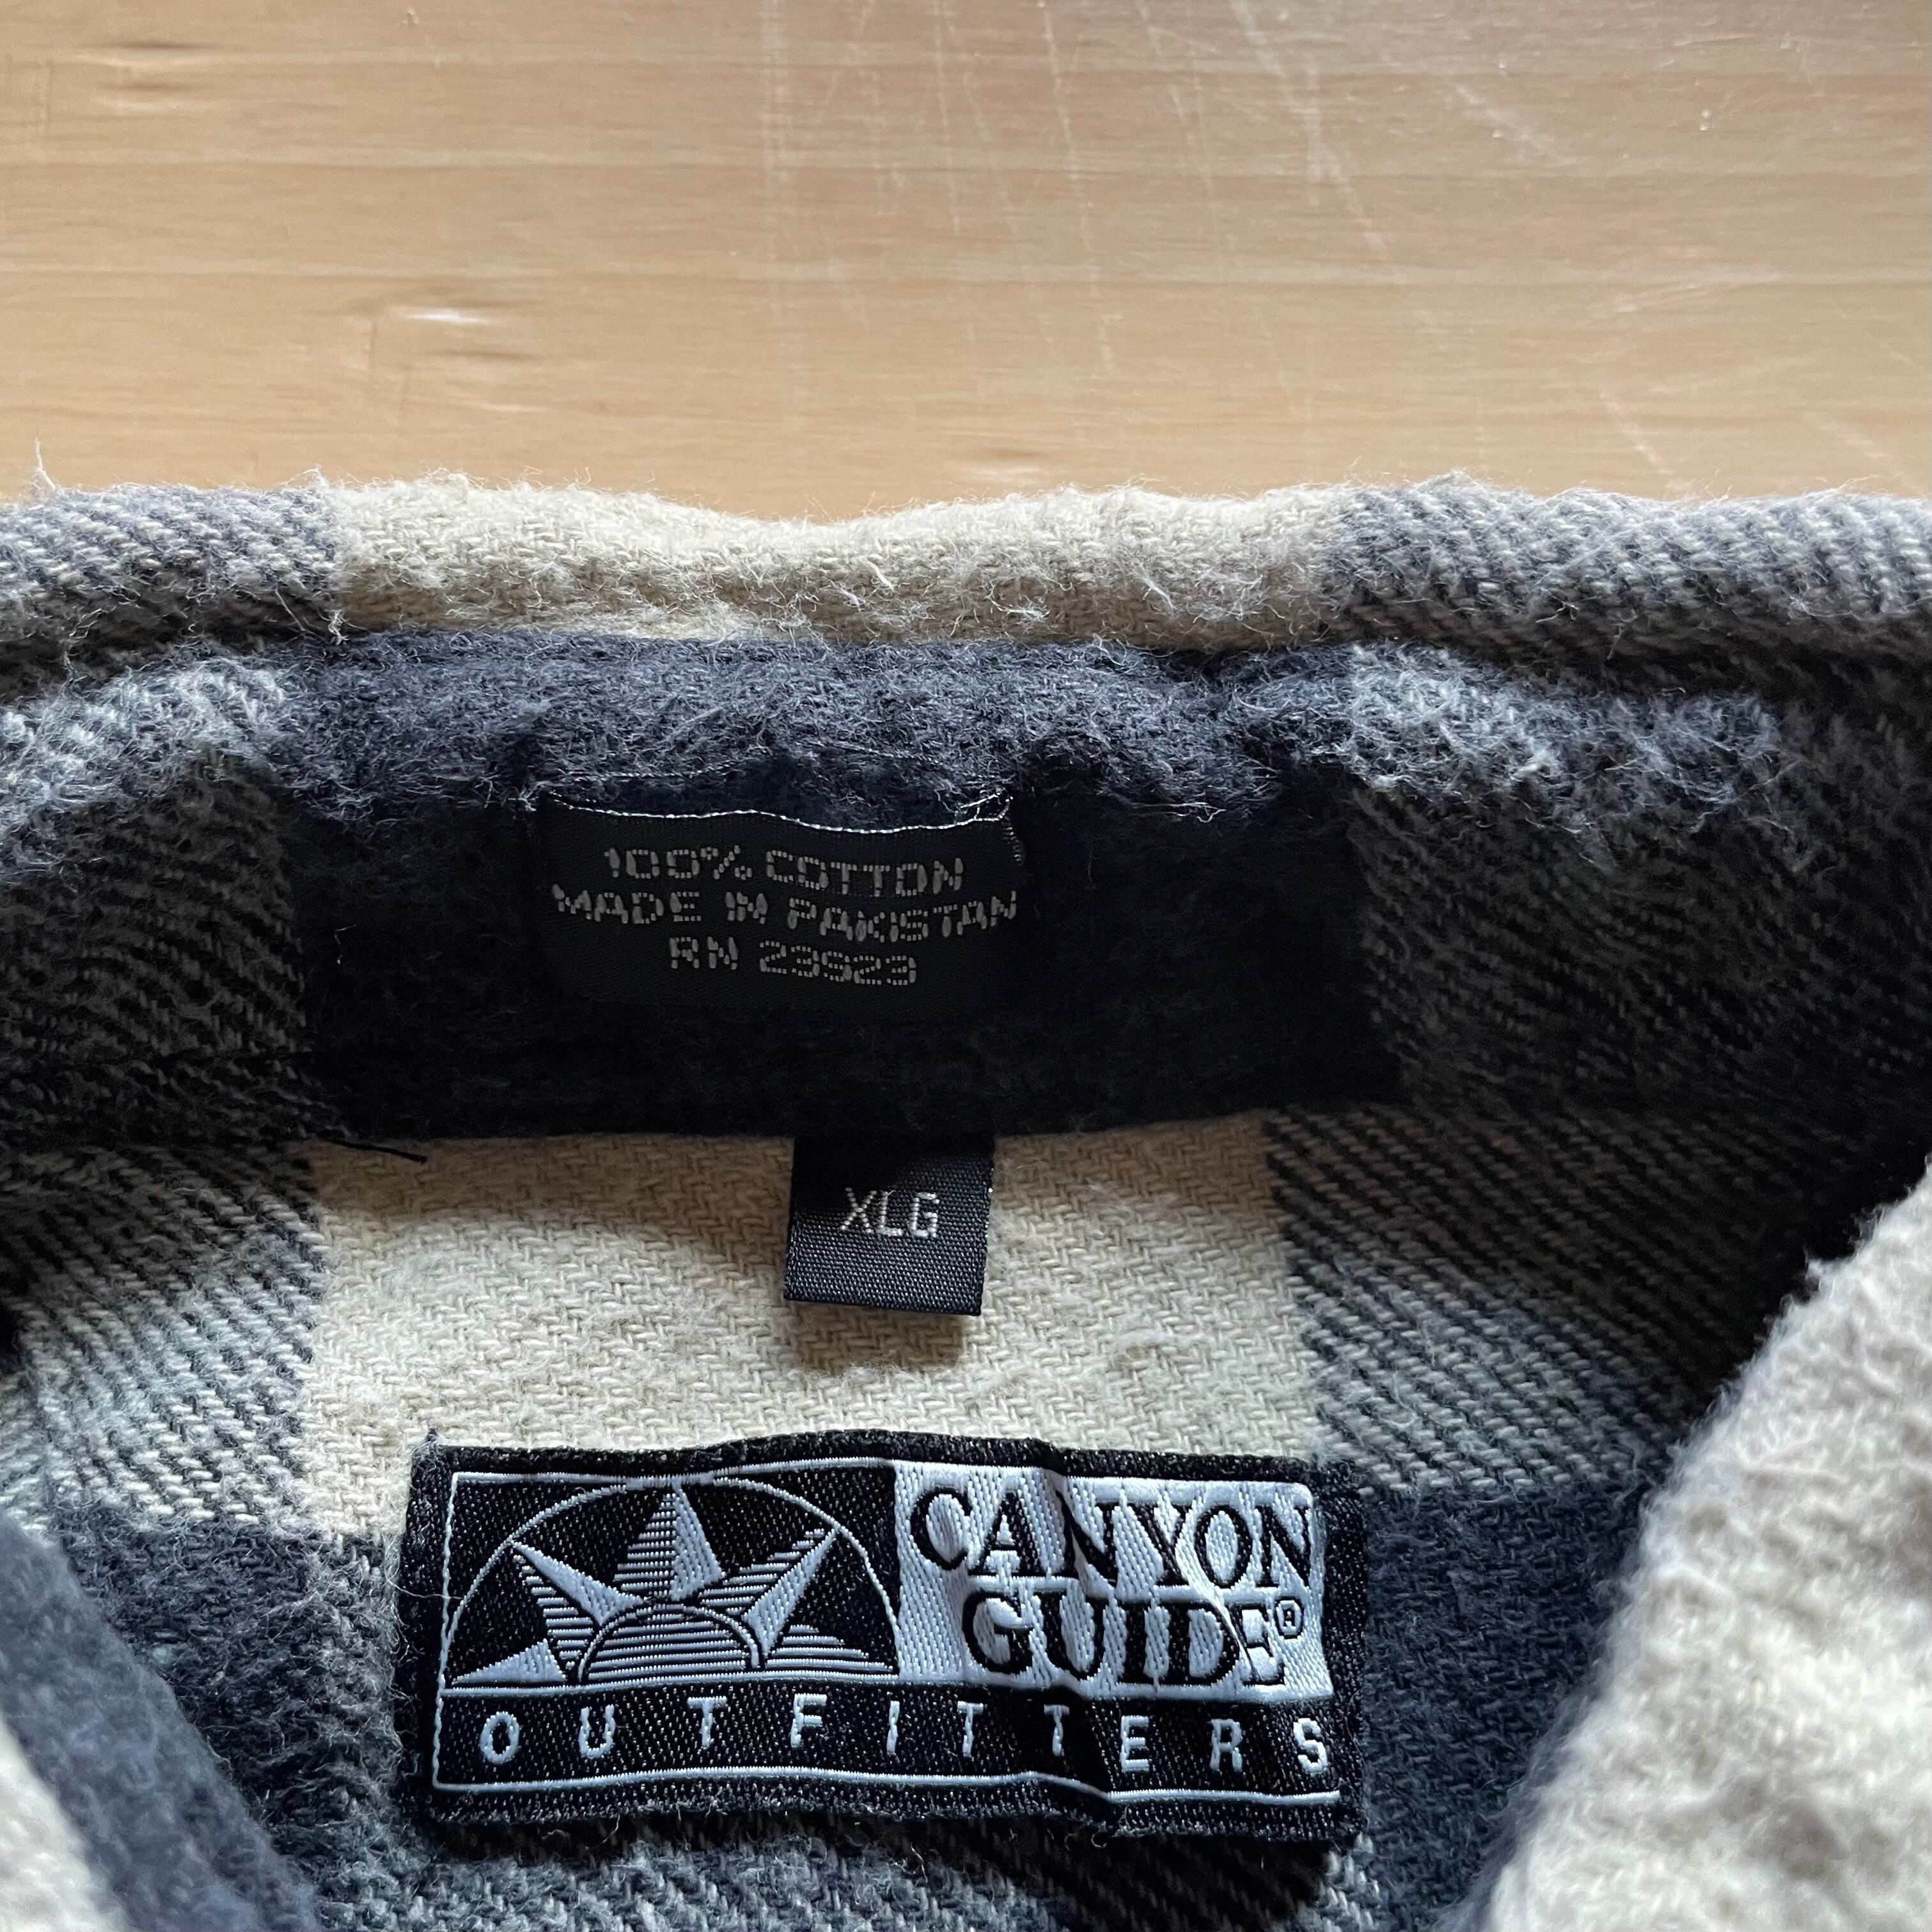 100% COTTON
MADE IN PAKISTAN
RN 23923
XLG
CANYON
GUIDE®
OUTFITTERS